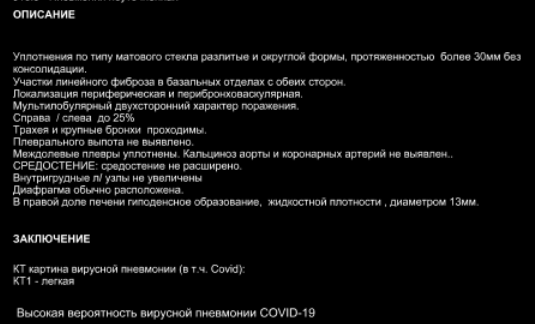 ОПИСАНИЕ
Уплотнения по типу матового стекла разлитые и округлой формы, протяженностью более 30мм без
консолидации.
Участки линейного фиброза в базальных отделах с обеих сторон.
Локализация периферическая и перибронховаскулярная.
Мультилобулярный двухсторонний характер поражения.
Справа / слева до 25%
Трахея и крупные бронхи проходимы.
Плеврального выпота не выявлено.
Междолевые плевры уплотнены. Кальциноз аорты и коронарных артерий не выявлен..
СРЕДОСТЕНИЕ: средостение не расширено.
Внутригрудные л/ узлы не увеличены
Диафрагма обычно расположена.
В правой доле печени гиподенсное образование, жидкостной плотности , диаметром 13мм.
ЗАКЛЮЧЕНИЕ
КТ картина вирусной пневмонии (в т.ч. Covid):
КТ1 - легкая
Высокая вероятность вирусной пневмонии COVID-19